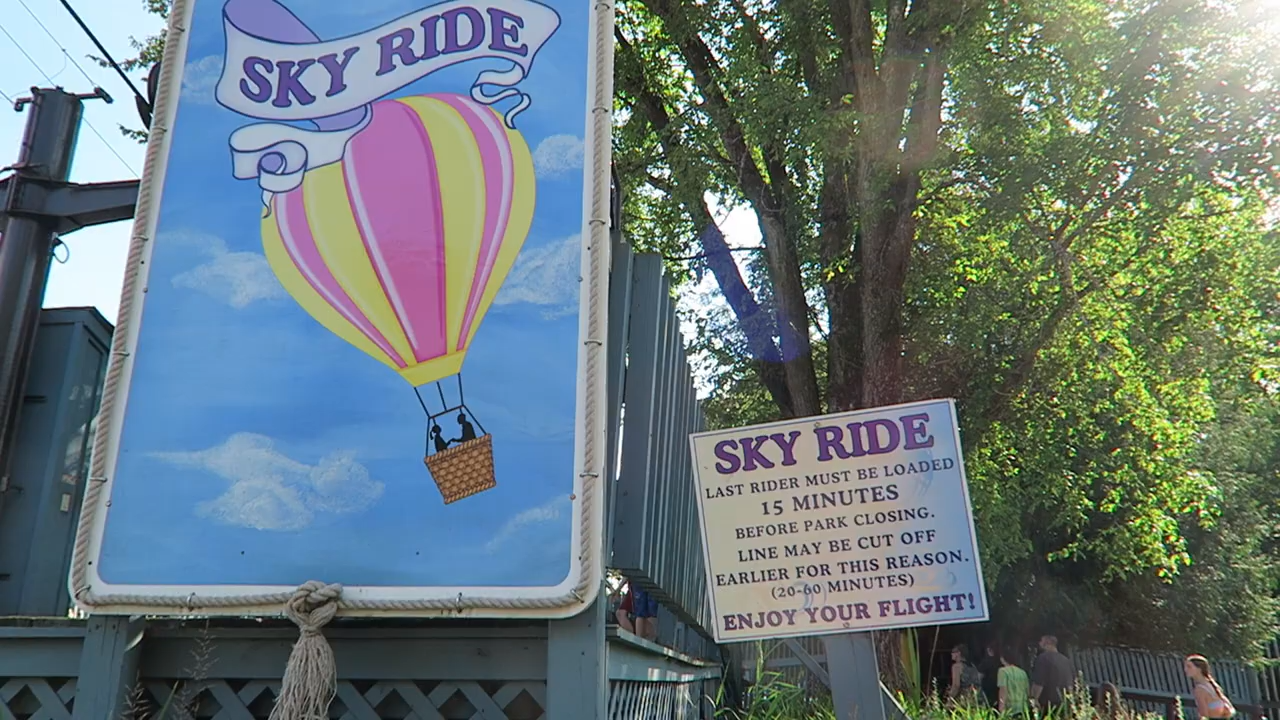 SKY RIDE
SKY RIDE
LAST RIDER MUST BE LOADED
15 MINUTES
BEFORE PARK CLOSING.
LINE MAY BE CUT OFF
EARLIER FOR THIS REASON.
(20-60 MINUTES)
ENJOY YOUR FLIGHT!